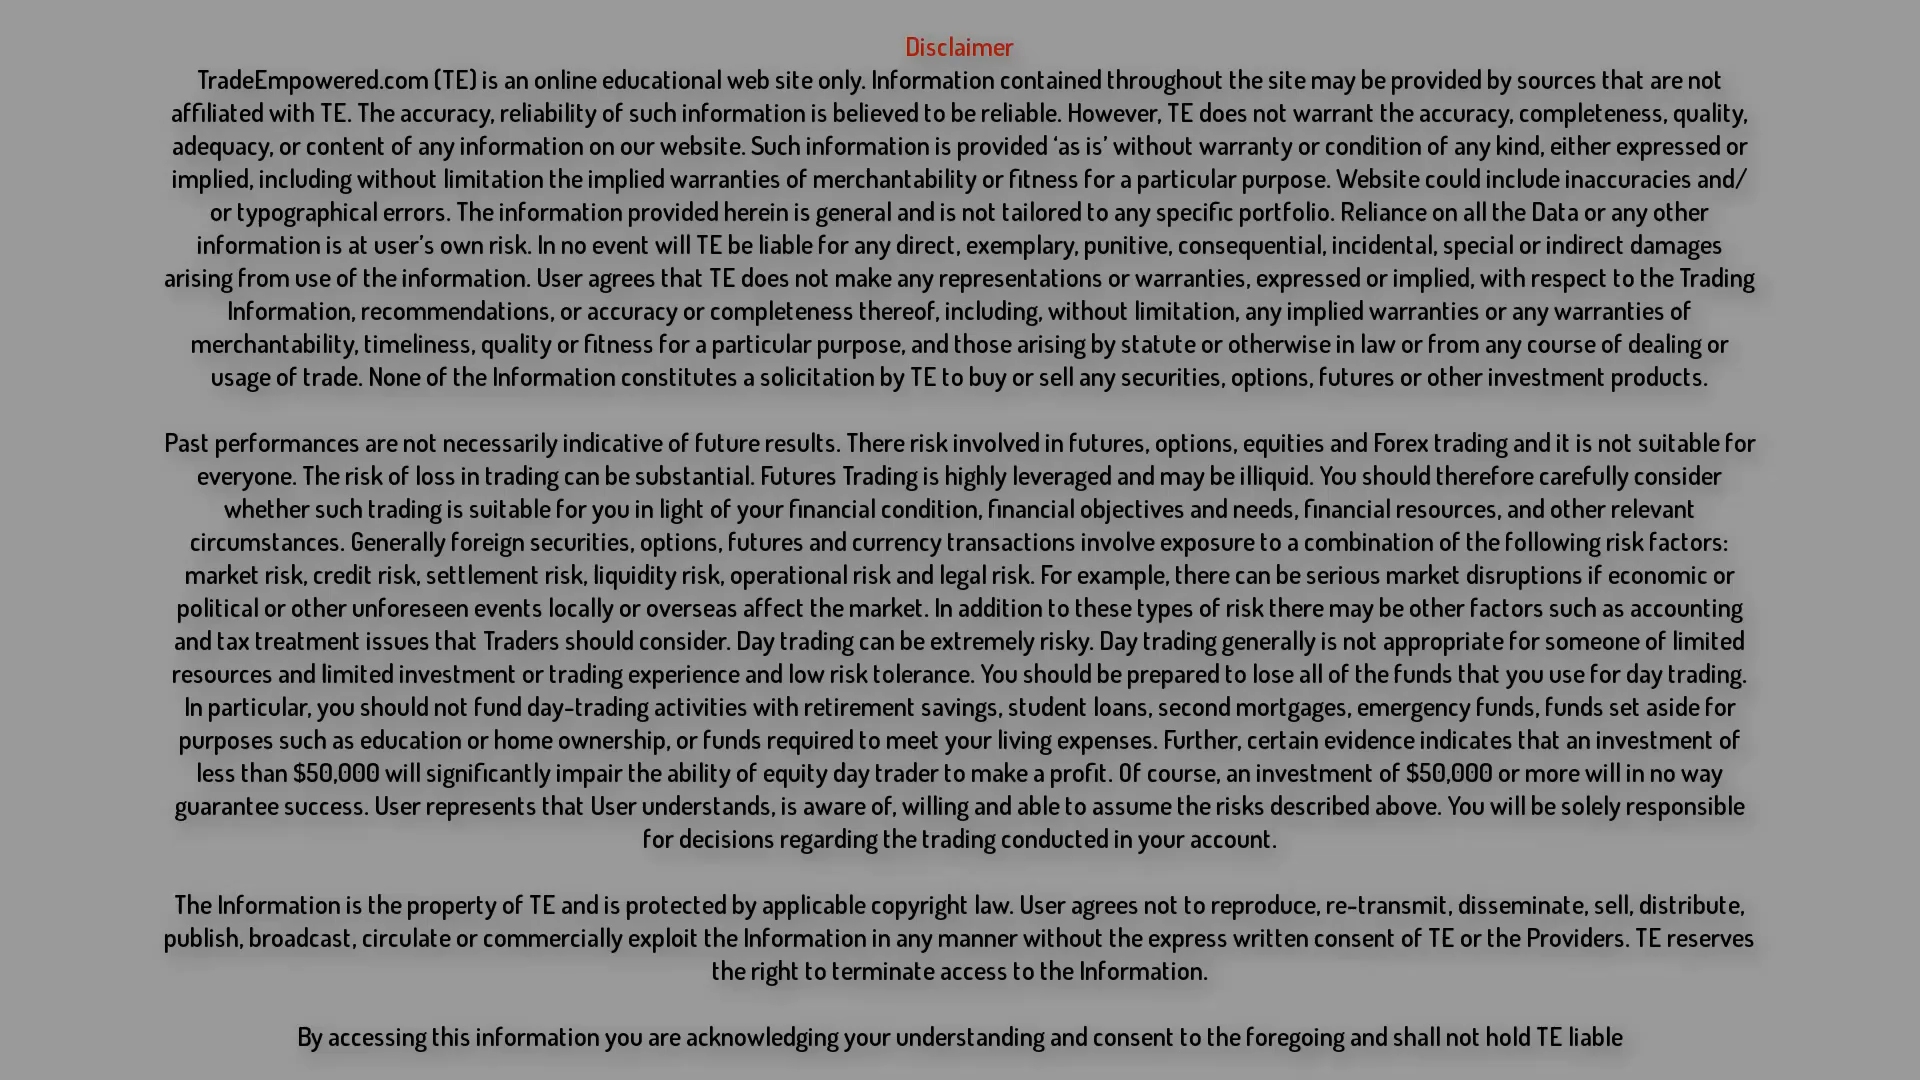 Disclaimer
TradeEmpowered.com (TE) is an online educational web site only. Information contained throughout the site may be provided by sources that are not
affiliated with TE. The accuracy, reliability of such information is believed to be reliable. However, TE does not warrant the accuracy, completeness, quality,
adequacy, or content of any information on our website. Such information is provided ‘as is’ without warranty or condition of any kind, either expressed or
implied, including without limitation the implied warranties of merchantability or fitness for a particular purpose. Website could include inaccuracies and/
or typographical errors. The information provided herein is general and is not tailored to any specific portfolio. Reliance on all the Data or any other
information is at user’s own risk. In no event will TE be liable for any direct, exemplary, punitive, consequential, incidental, special or indirect damages
arising from use of the information. User agrees that TE does not make any representations or warranties, expressed or implied, with respect to the Trading
Information, recommendations, or accuracy or completeness thereof, including, without limitation, any implied warranties or any warranties of
merchantability, timeliness, quality or fitness for a particular purpose, and those arising by statute or otherwise in law or from any course of dealing or
usage of trade. None of the Information constitutes a solicitation by TE to buy or sell any securities, options, futures or other investment products.
Past performances are not necessarily indicative of future results. There risk involved in futures, options, equities and Forex trading and it is not suitable for
everyone. The risk of loss in trading can be substantial. Futures Trading is highly leveraged and may be illiquid. You should therefore carefully consider
whether such trading is suitable for you in light of your financial condition, financial objectives and needs, financial resources, and other relevant
circumstances. Generally foreign securities, options, futures and currency transactions involve exposure to a combination of the following risk factors:
market risk, credit risk, settlement risk, liquidity risk, operational risk and legal risk. For example, there can be serious market disruptions if economic or
political or other unforeseen events locally or overseas affect the market. In addition to these types of risk there may be other factors such as accounting
and tax treatment issues that Traders should consider. Day trading can be extremely risky. Day trading generally is not appropriate for someone of limited
resources and limited investment or trading experience and low risk tolerance. You should be prepared to lose all of the funds that you use for day trading.
In particular, you should not fund day-trading activities with retirement savings, student loans, second mortgages, emergency funds, funds set aside for
purposes such as education or home ownership, or funds required to meet your living expenses. Further, certain evidence indicates that an investment of
less than $50,000 will significantly impair the ability of equity day trader to make a profit. Of course, an investment of $50,000 or more will in no way
guarantee success. User represents that User understands, is aware of, willing and able to assume the risks described above. You will be solely responsible
for decisions regarding the trading conducted in your account.
The Information is the property of TE and is protected by applicable copyright law. User agrees not to reproduce, re-transmit, disseminate, sell, distribute,
publish, broadcast, circulate or commercially exploit the Information in any manner without the express written consent of TE or the Providers. TE reserves
the right to terminate access to the Information.
By accessing this information you are acknowledging your understanding and consent to the foregoing and shall not hold TE liable